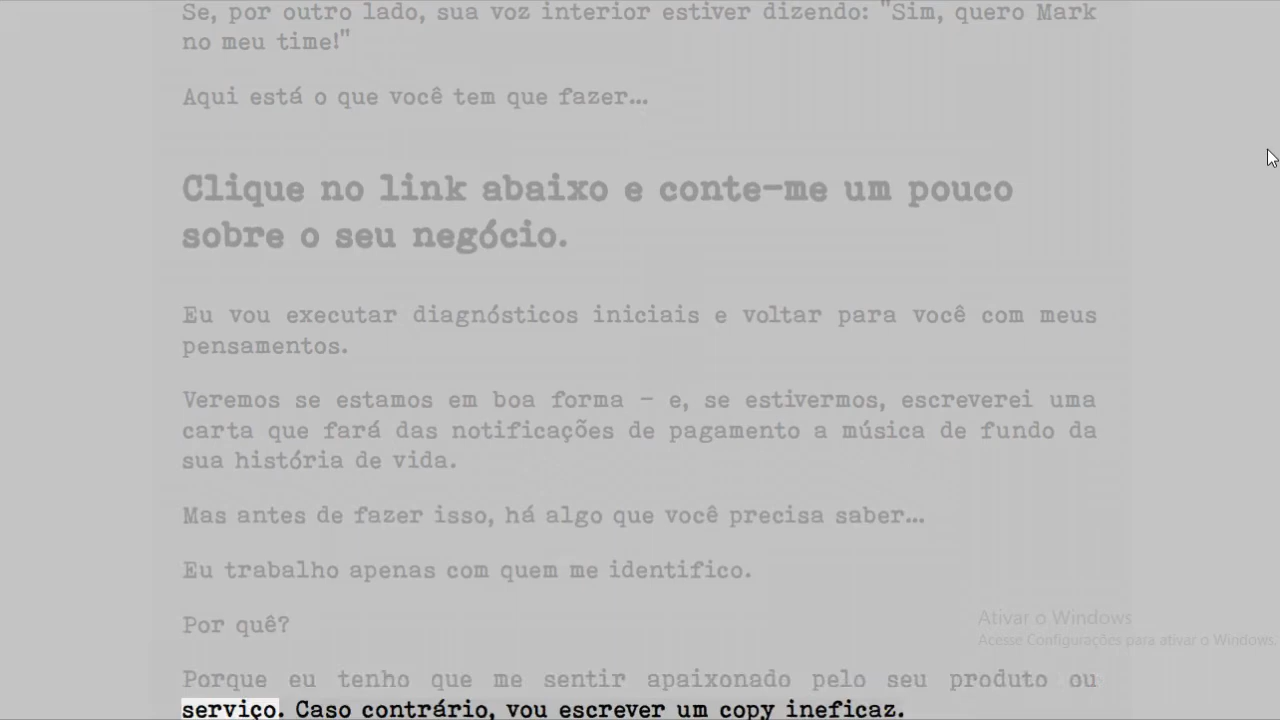 Se, por outro lado, sua voz interior estiver dizendo: "Sim, quero Mark
no meu time!"
Aqui está o que você tem que fazer...
Clique no link abaixo e conte-me um pouco
sobre o seu negócio.
Eu vou executar diagnósticos iniciais e voltar para você com meus
pensamentos.
Veremos se estamos em boa forma - e, se estivermos, escreverei uma
carta que fará das notificações de pagamento a música de fundo da
sua história de vida.
Mas antes de fazer isso, há algo que você precisa saber...
Eu trabalho apenas com quem me identifico.
Por quê?
Ativar o Windows
Acesse Configurações para ativar o Windows.
Porque eu tenho que me sentir apaixonado pelo seu produto ou
serviço. Caso contrário, vou escrever um copy ineficaz.